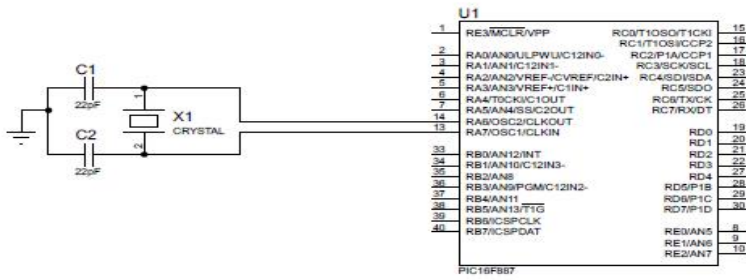 U1
1 RE3/MCLR/VPP RC0/T1OSO/T1CKI 15
RC1/T1OSI/CCP2 16
2 RA0/AN0/ULPWU/C12IN0- RC2/P1A/CCP1 17
3 RA1/AN1/C12IN1- RC3/SCK/SCL 18
4 RA2/AN2/VREF-/CVREF/C2IN+ RC4/SDI/SDA 23
5 RA3/AN3/VREF+/C1IN+ RC5/SDO 24
6 RA4/T0CKI/C1OUT RC6/TX/CK 25
7 RA5/AN4/SS/C2OUT RC7/RX/DT 26
14 RA6/OSC2/CLKOUT
13 RA7/OSC1/CLKIN RD0 19
RD1 20
33 RB0/AN12/INT RD2 21
34 RB1/AN10/C12IN3- RD3 22
35 RB2/AN8 RD4 27
36 RB3/AN9/PGM/C12IN2- RD5/P1B 28
37 RB4/AN11 RD6/P1C 29
38 RB5/AN13/T1G RD7/P1D 30
39 RB6/ICSPCLK
40 RB7/ICSPDAT RE0/AN5 8
RE1/AN6 9
RE2/AN7 10
PIC16F887
C1
22pF
1
X1
CRYSTAL
2
C2
22pF